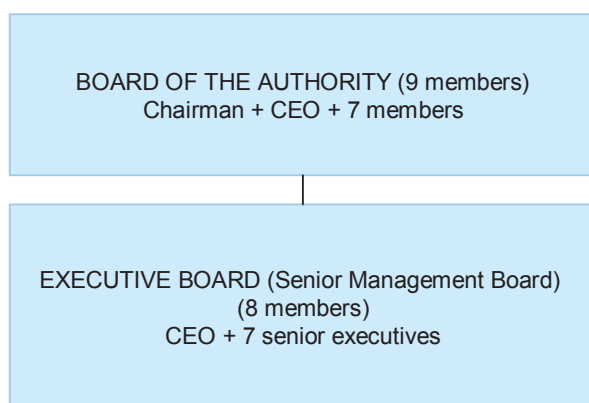 BOARD OF THE AUTHORITY (9 members)
Chairman + CEO + 7 members
EXECUTIVE BOARD (Senior Management Board)
(8 members)
CEO + 7 senior executives